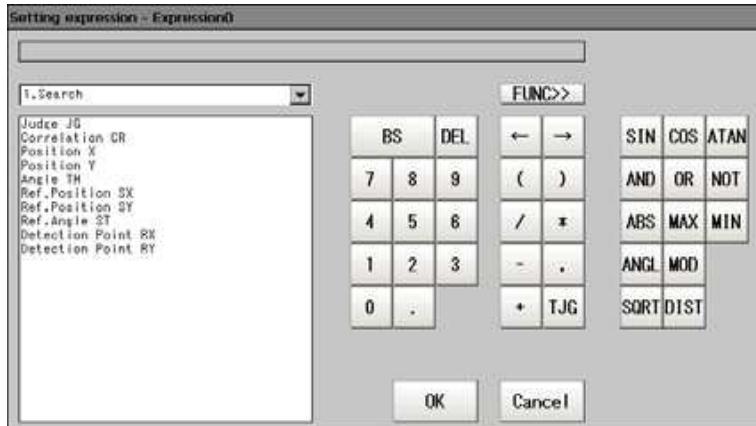 Setting expression - Expression0
1.Search
FUNC>>
Judge JG
Correlation CR
Position X
Position Y
Angle TH
Ref.Position SX
Ref.Position SY
Ref.Angle ST
Detection Point RX
Detection Point RY
BS DEL ← → SIN COS ATAN
7 8 9 ( ) AND OR NOT
4 5 6 / * ABS MAX MIN
1 2 3 - , ANGL MOD
0 . + TJG SQRT DIST
OK Cancel